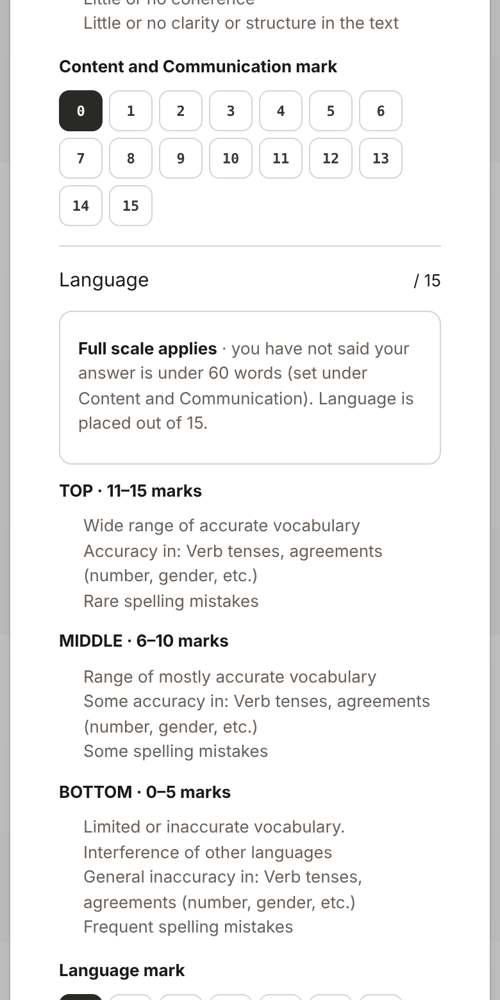 Little or no coherence
Little or no clarity or structure in the text
Content and Communication mark
0 1 2 3 4 5 6
7 8 9 10 11 12 13
14 15
Language / 15
Full scale applies · you have not said your
answer is under 60 words (set under
Content and Communication). Language is
placed out of 15.
TOP · 11–15 marks
Wide range of accurate vocabulary
Accuracy in: Verb tenses, agreements
(number, gender, etc.)
Rare spelling mistakes
MIDDLE · 6–10 marks
Range of mostly accurate vocabulary
Some accuracy in: Verb tenses, agreements
(number, gender, etc.)
Some spelling mistakes
BOTTOM · 0–5 marks
Limited or inaccurate vocabulary.
Interference of other languages
General inaccuracy in: Verb tenses,
agreements (number, gender, etc.)
Frequent spelling mistakes
Language mark